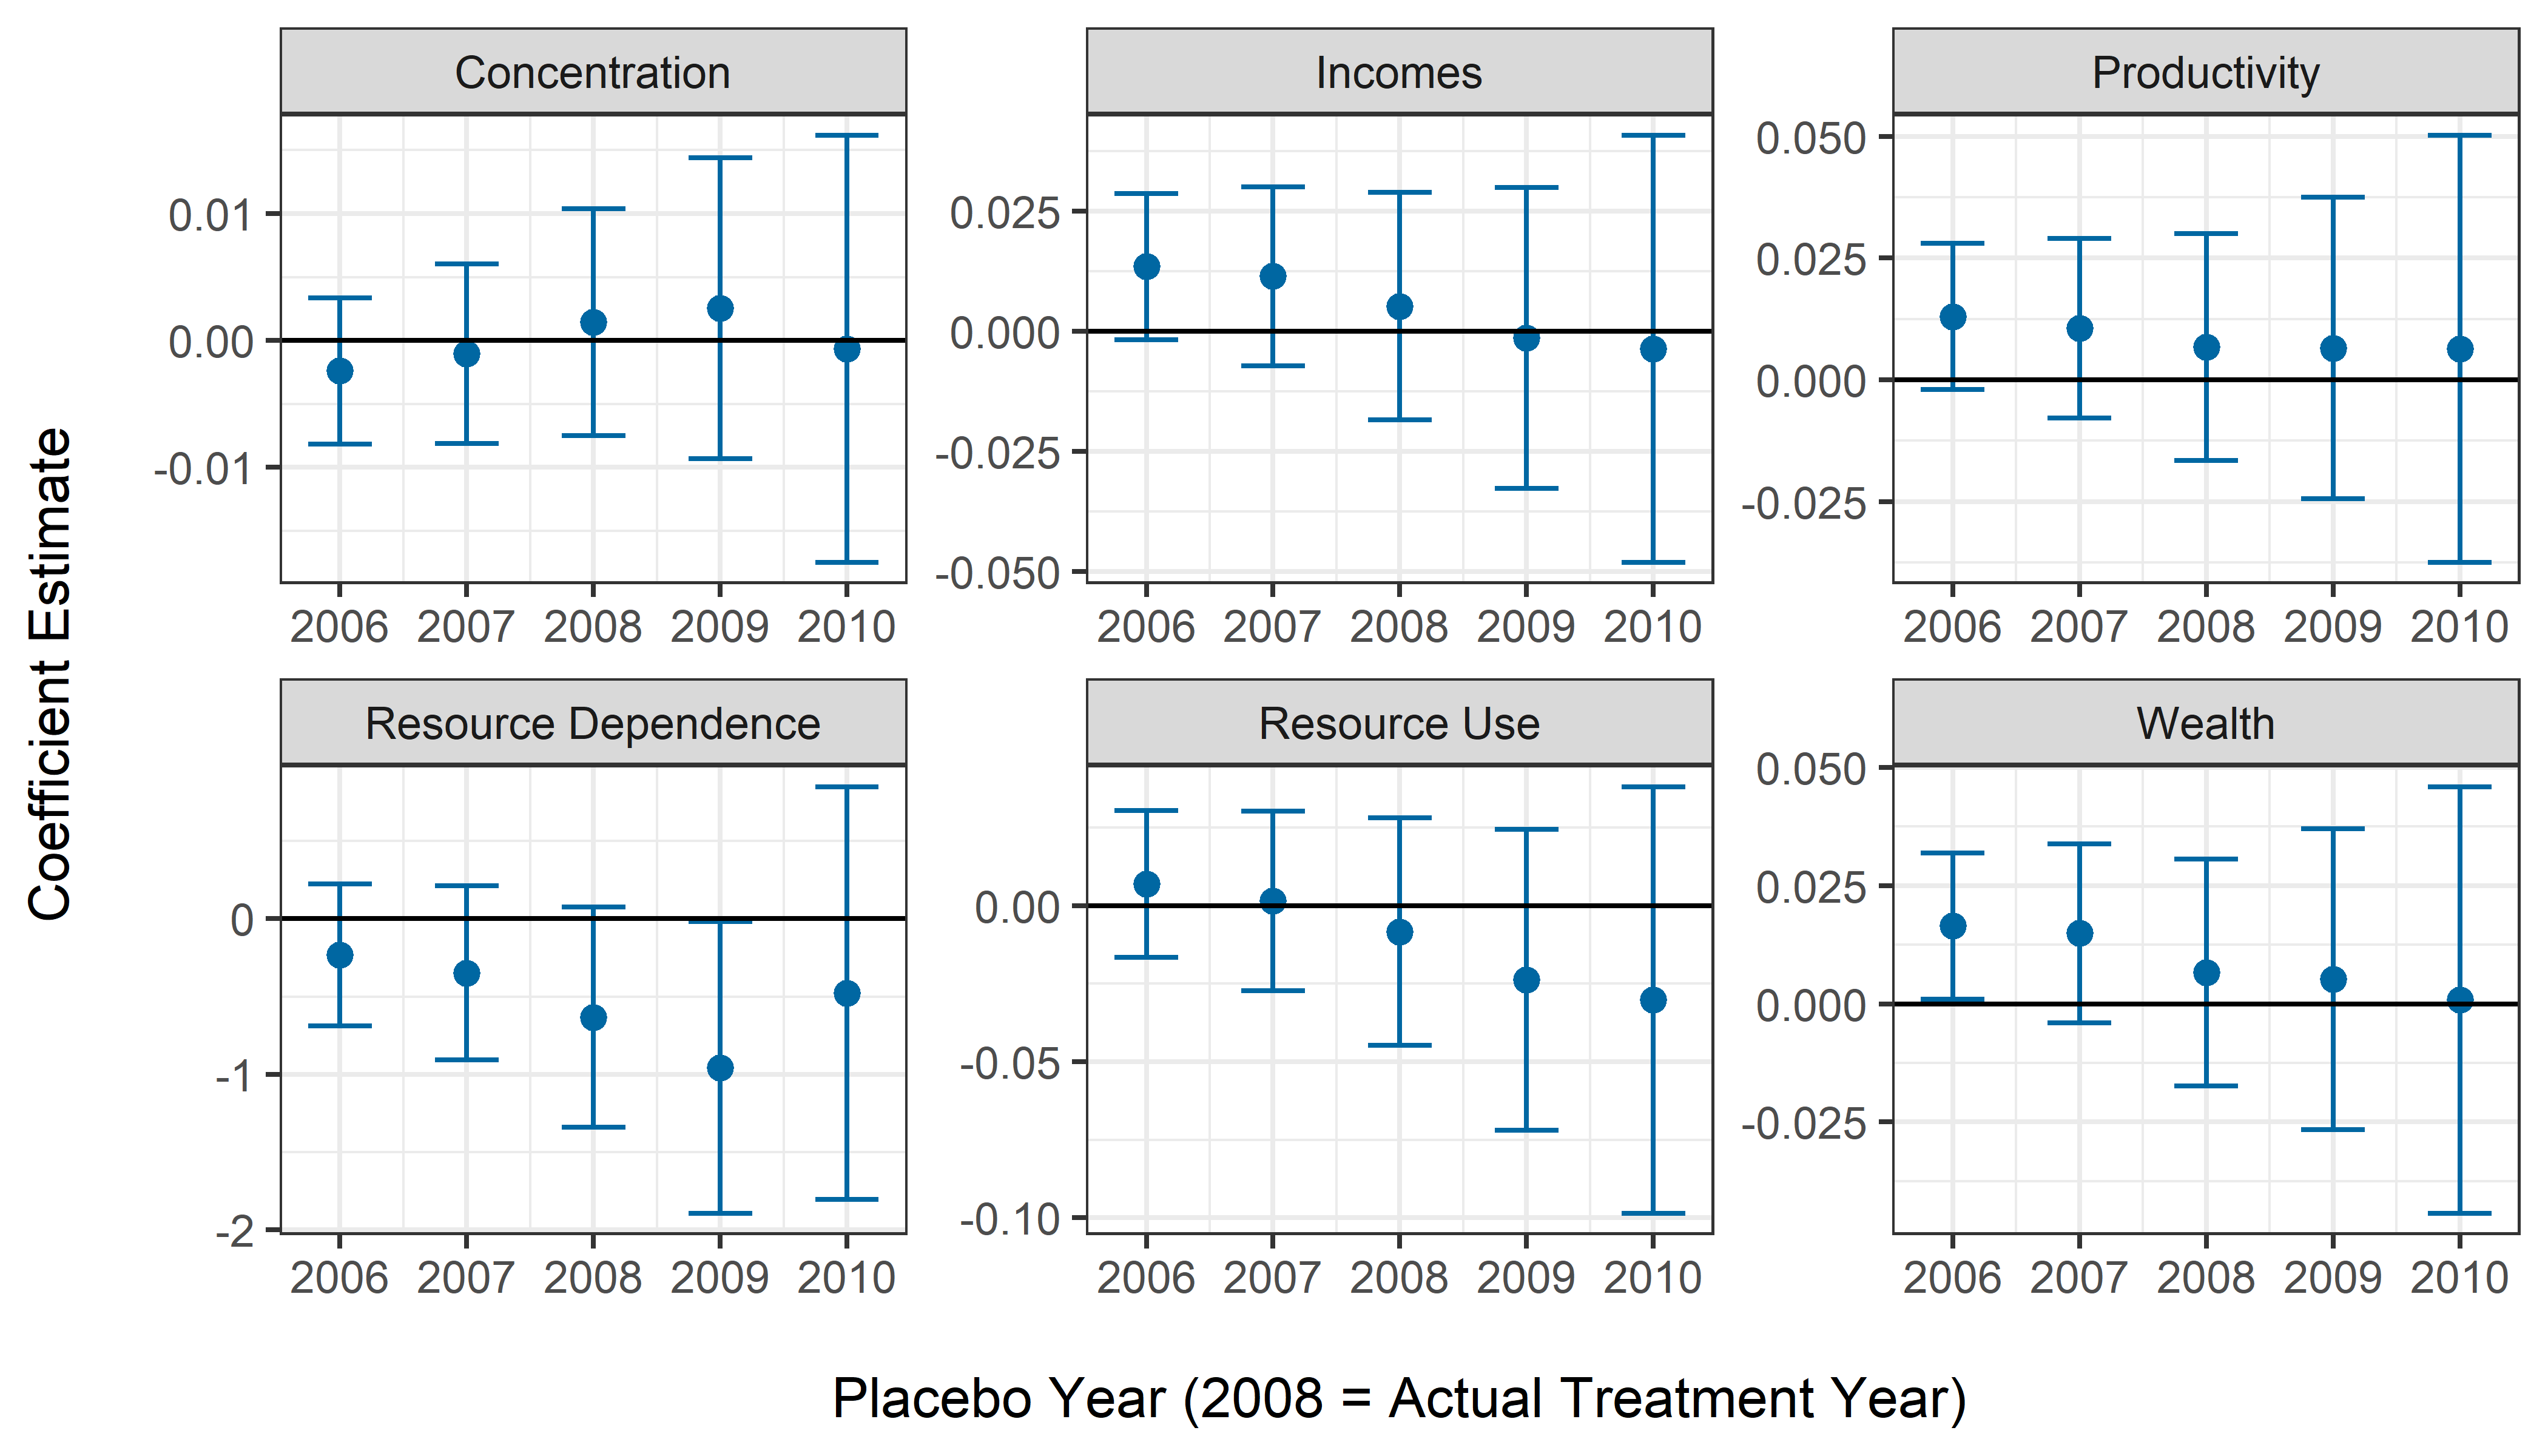 Concentration
Incomes
Productivity
0.01
0.00
-0.01
0.025
0.000
-0.025
-0.050
0.050
0.025
0.000
-0.025
2006 2007 2008 2009 2010
2006 2007 2008 2009 2010
2006 2007 2008 2009 2010
Coefficient Estimate
Resource Dependence
Resource Use
Wealth
0
-1
-2
0.00
-0.05
-0.10
0.050
0.025
0.000
-0.025
2006 2007 2008 2009 2010
2006 2007 2008 2009 2010
2006 2007 2008 2009 2010
Placebo Year (2008 = Actual Treatment Year)